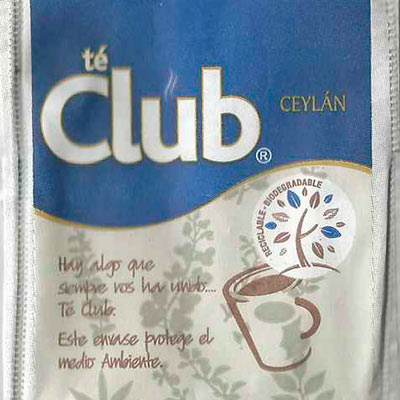 té
Club®
CEYLÁN
RECICLABLE - BIODEGRADABLE
Hay algo que
siempre nos ha unido....
Té Club.
Este envase protege el
medio Ambiente.